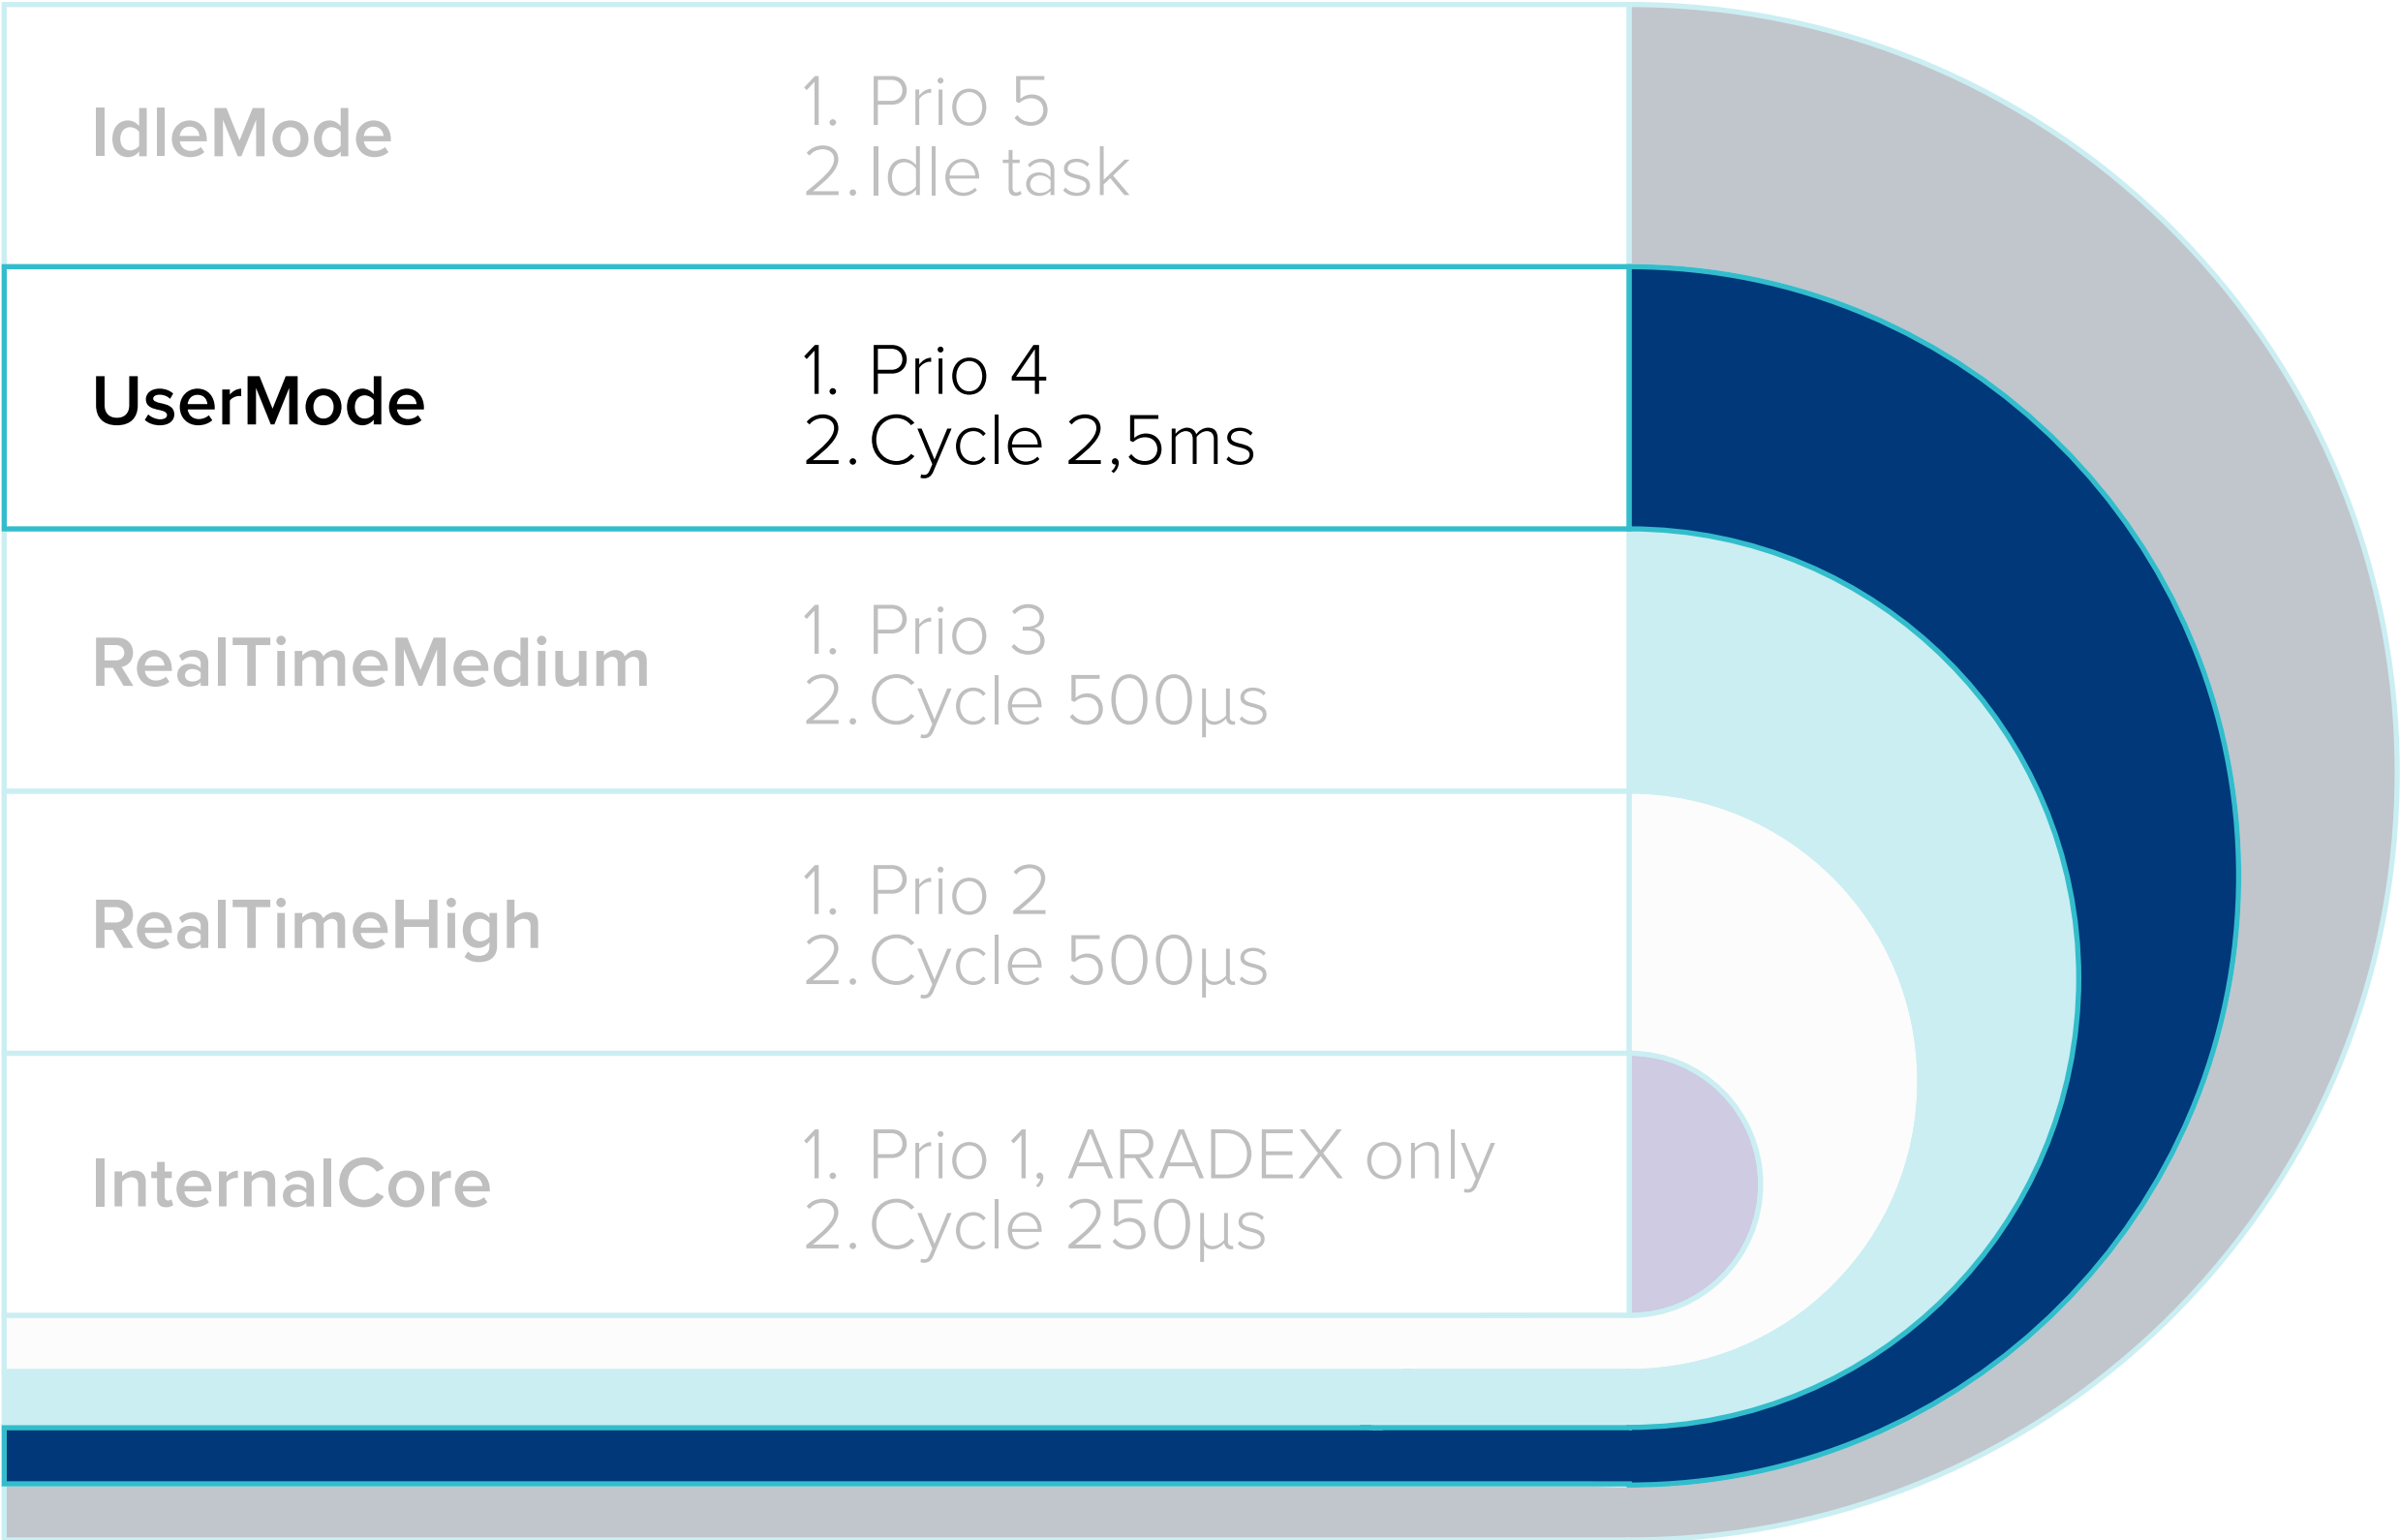 IdleMode
1. Prio 5
2. Idle task
UserMode
1. Prio 4
2. Cycle 2,5ms
RealTimeMedium
1. Prio 3
2. Cycle 500µs
RealTimeHigh
1. Prio 2
2. Cycle 500µs
InternalCore
1. Prio 1, ARADEX only
2. Cycle 250µs